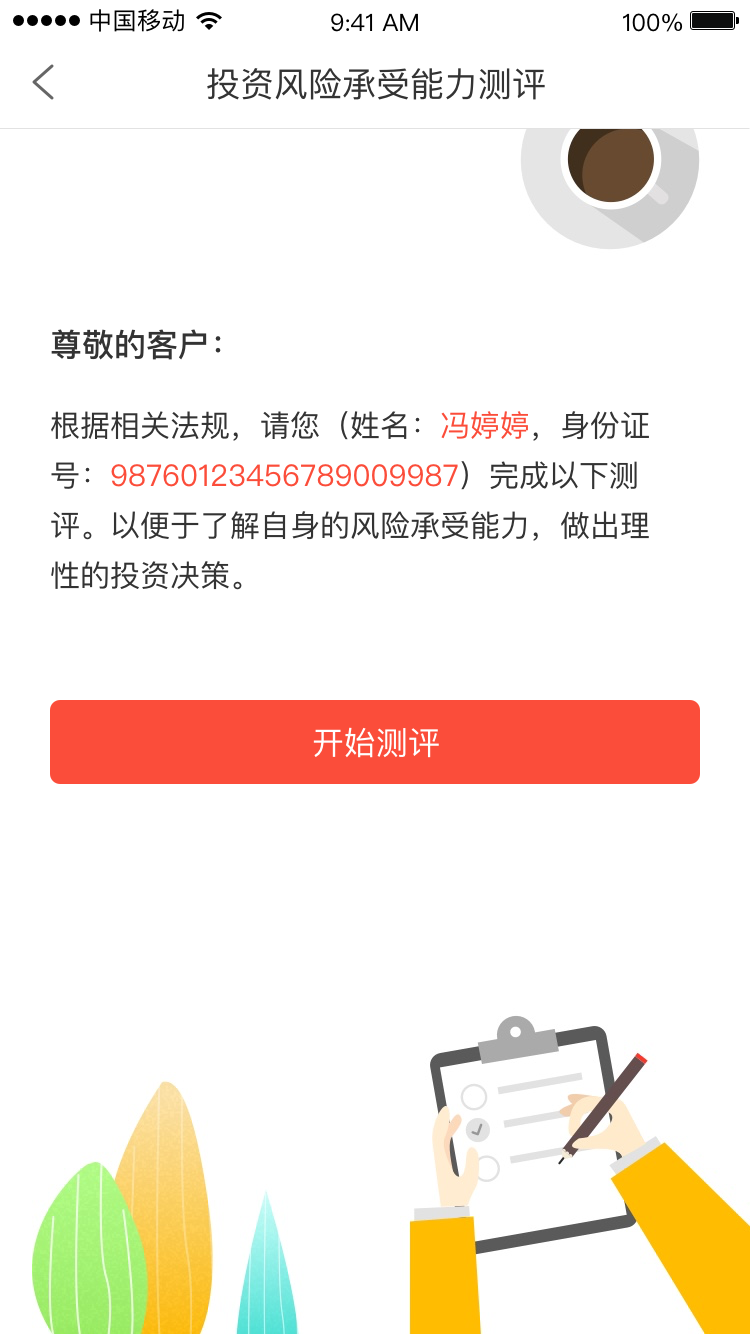 中国移动 9:41 AM 100%
投资风险承受能力测评
尊敬的客户：
根据相关法规，请您（姓名：冯婷婷，身份证
号：98760123456789009987）完成以下测
评。以便于了解自身的风险承受能力，做出理
性的投资决策。
开始测评